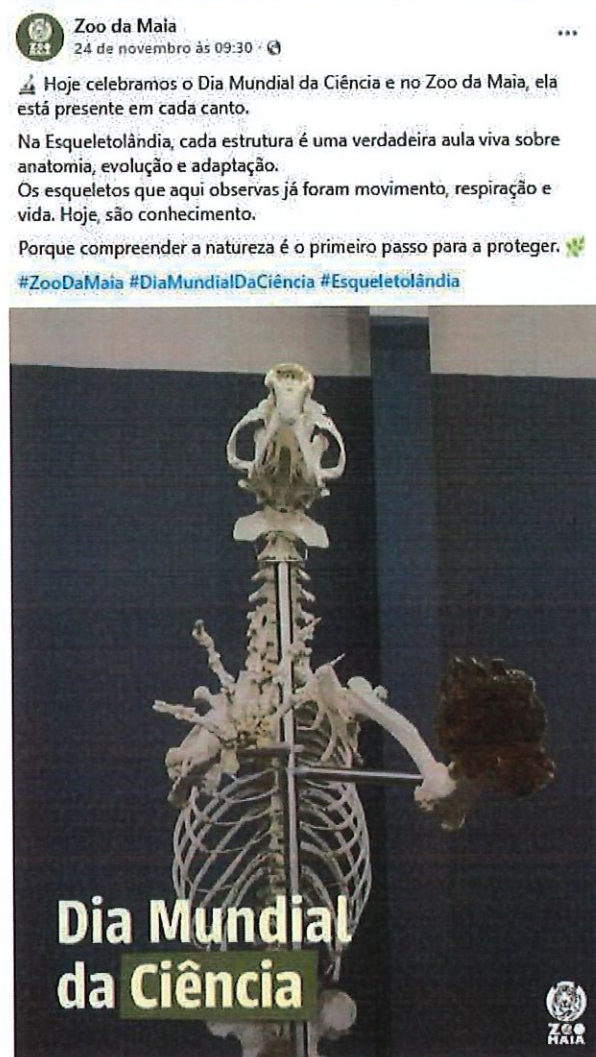 Zoo da Maia
24 de novembro às 09:30 ·
Hoje celebramos o Dia Mundial da Ciência e no Zoo da Maia, ela
está presente em cada canto.
Na Esqueletolândia, cada estrutura é uma verdadeira aula viva sobre
anatomia, evolução e adaptação.
Os esqueletos que aqui observas já foram movimento, respiração e
vida. Hoje, são conhecimento.
Porque compreender a natureza é o primeiro passo para a proteger.
#ZooDaMaia #DiaMundialDaCiência #Esqueletolândia
Dia Mundial
da Ciência
ZOO
MAIA